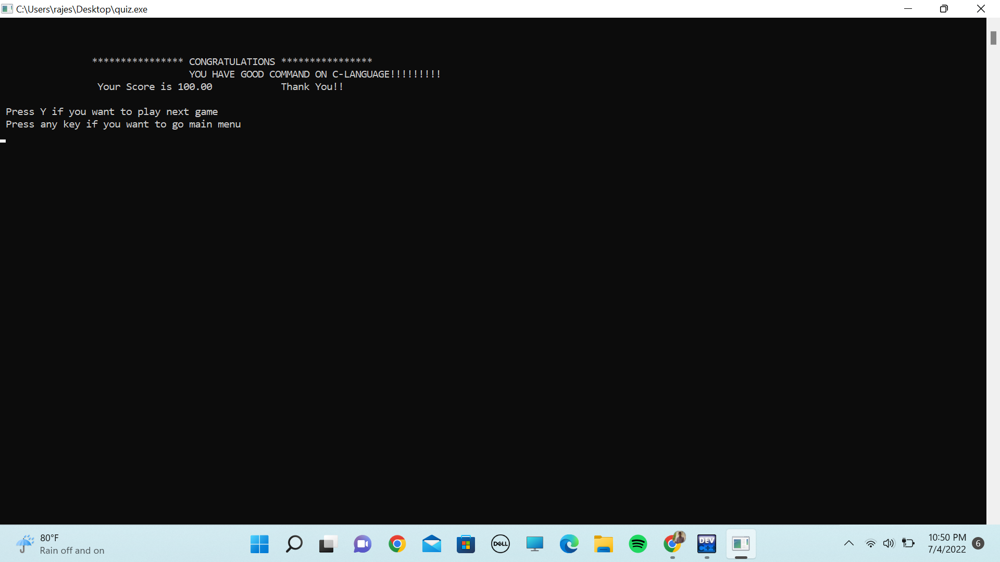 C:\Users\rajes\Desktop\quiz.exe
**************** CONGRATULATIONS ****************
YOU HAVE GOOD COMMAND ON C-LANGUAGE!!!!!!!!!
Your Score is 100.00 Thank You!!
Press Y if you want to play next game
Press any key if you want to go main menu
80°F
Rain off and on
DELL
DEV
C++
10:50 PM
7/4/2022
6